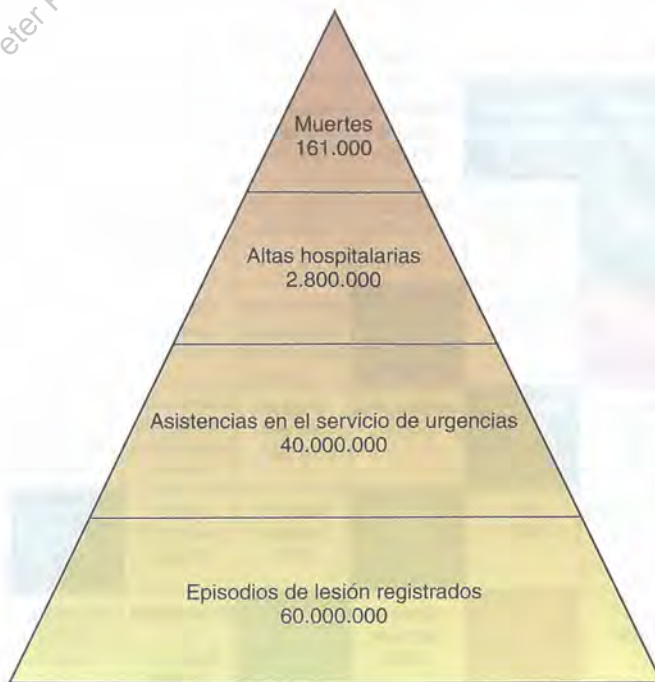 Muertes
161.000
Altas hospitalarias
2.800.000
Asistencias en el servicio de urgencias
40.000.000
Episodios de lesión registrados
60.000.000